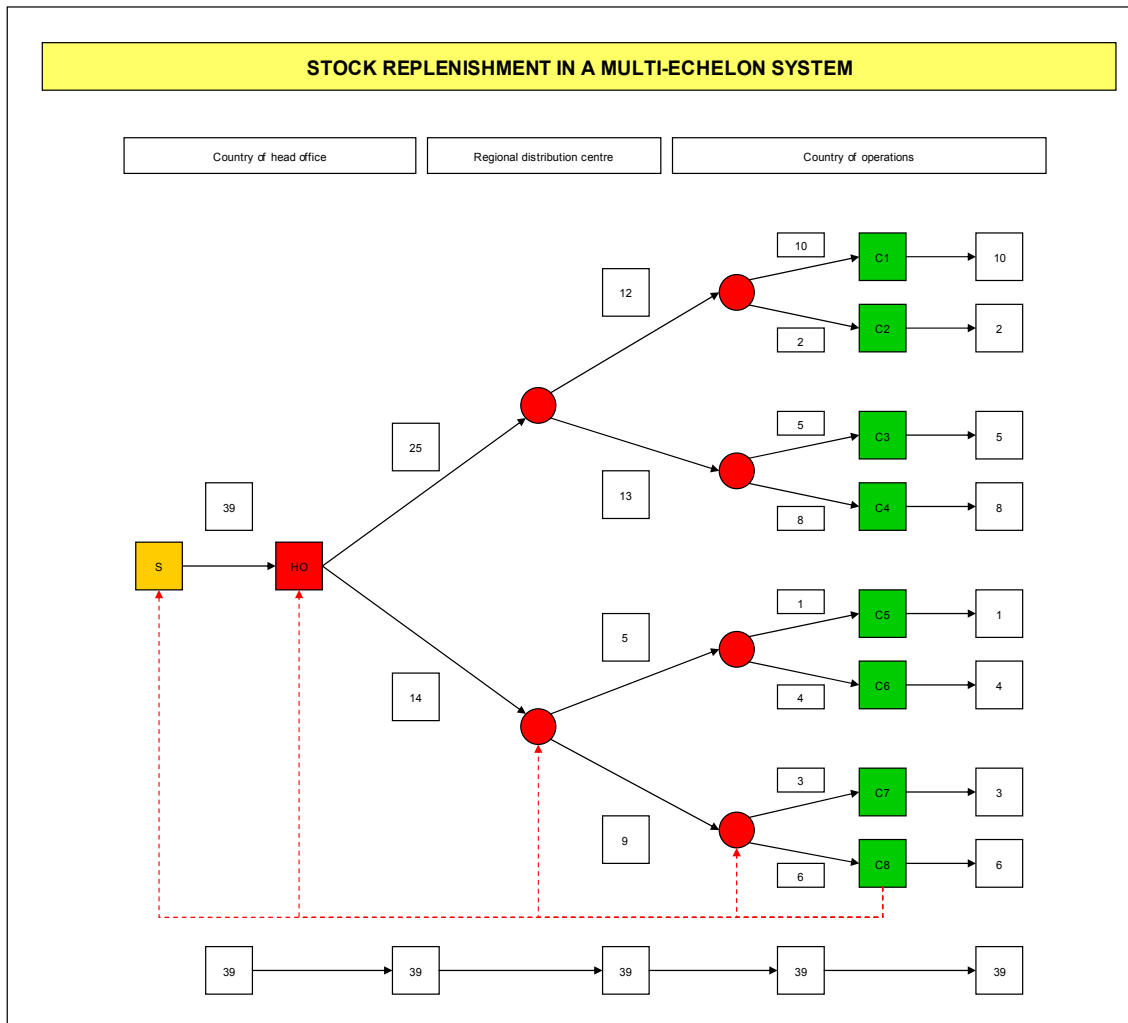 STOCK REPLENISHMENT IN A MULTI-ECHELON SYSTEM
Country of head office
Regional distribution centre
Country of operations
10
C1
10
12
2
C2
2
25
5
C3
5
13
8
C4
8
39
S
HO
1
C5
1
5
4
C6
4
14
3
C7
3
9
6
C8
6
39
39
39
39
39